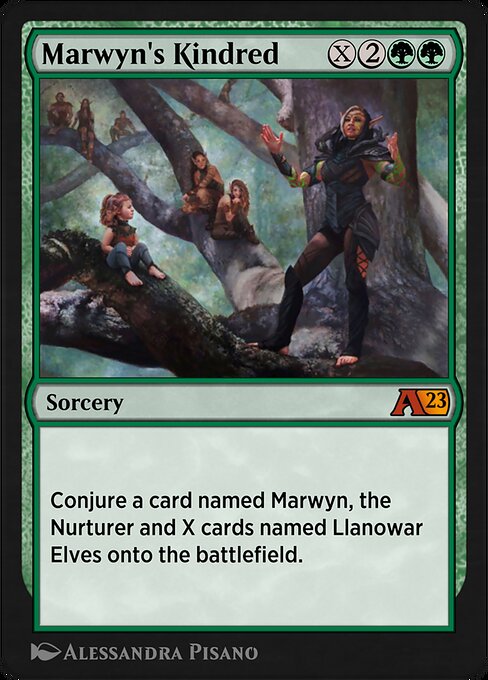 Marwyn's Kindred X 2
Sorcery A23
Conjure a card named Marwyn, the
Nurturer and X cards named Llanowar
Elves onto the battlefield.
Alessandra Pisano